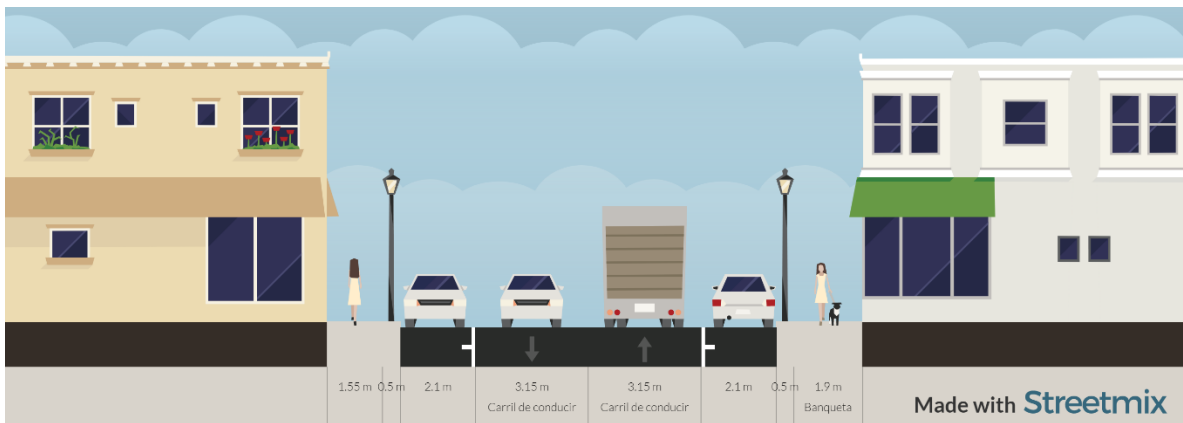 1.55 m 0.5 m 2.1 m 3.15 m 3.15 m 2.1 m 0.5 m 1.9 m
Carril de conducir Carril de conducir Banqueta
Made with Streetmix